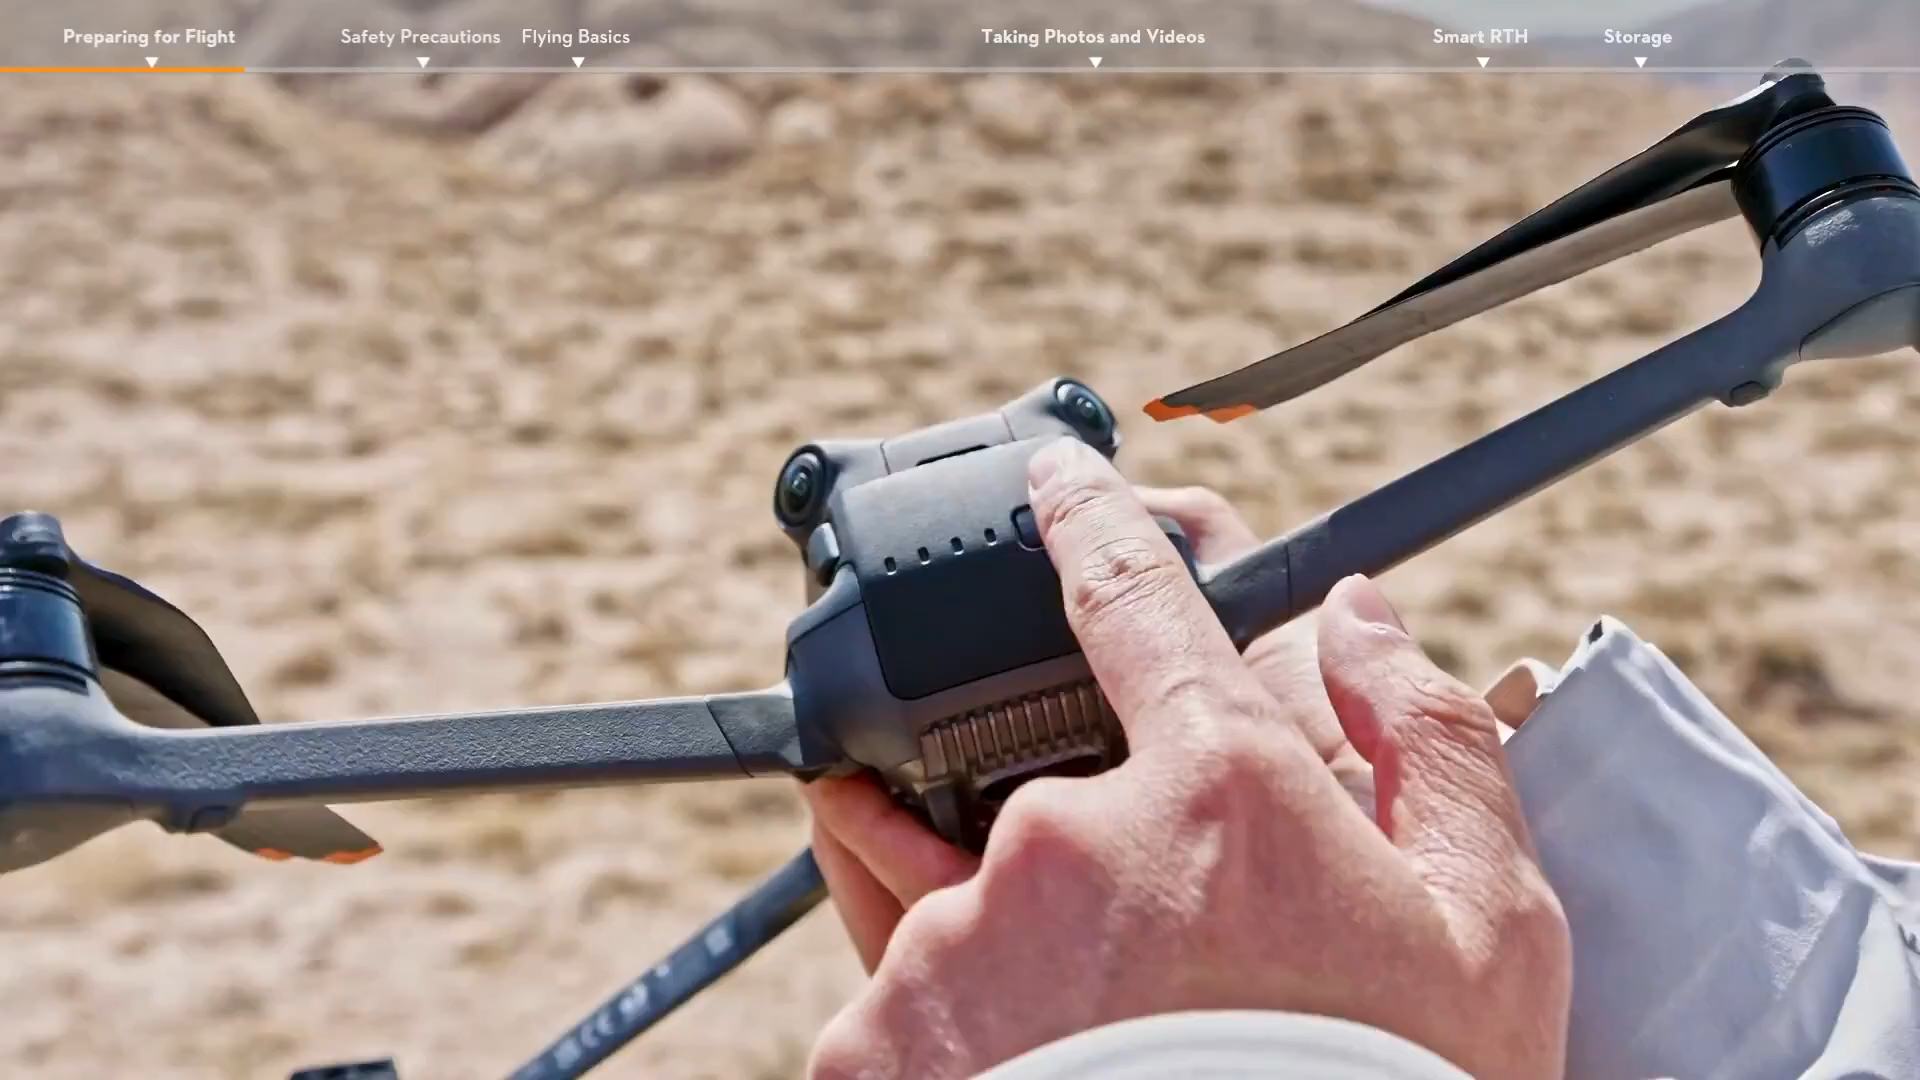 Preparing for Flight
Safety Precautions
Flying Basics
Taking Photos and Videos
Smart RTH
Storage